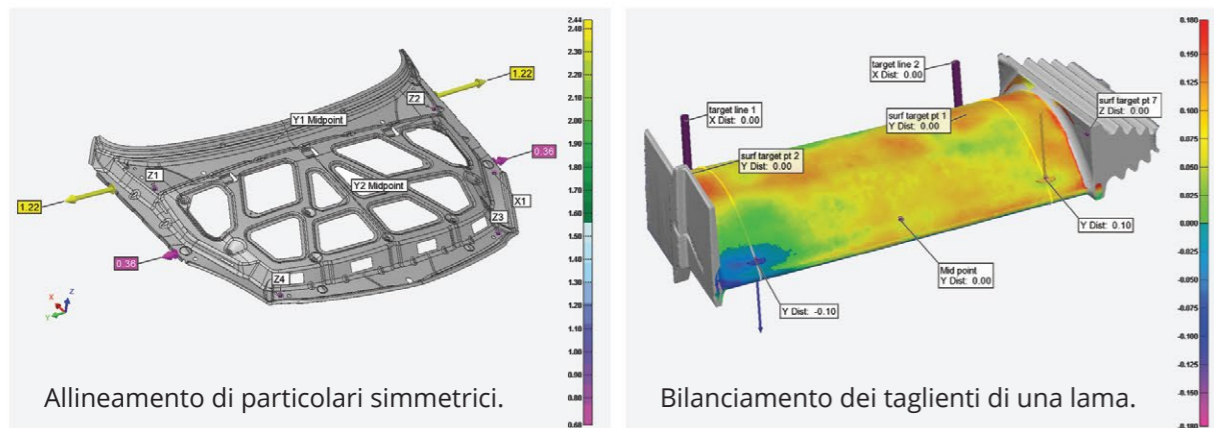 2.44
2.40
2.30
2.20
2.10
2.00
1.90
1.80
1.70
1.60
1.50
1.40
1.30
1.20
1.10
1.00
0.90
0.80
0.68
1.22
Z2
Y1 Midpoint
0.36
Z1
Y2 Midpoint
X1
1.22
Z3
0.36
Z4
X
Z
Y
Allineamento di particolari simmetrici.
0.180
0.150
0.125
0.100
0.075
0.050
0.025
0.000
-0.025
-0.050
-0.075
-0.100
-0.125
-0.150
-0.180
target line 2
X Dist: 0.00
target line 1
X Dist: 0.00
surf target pt 1
Y Dist: 0.00
surf target pt 7
Z Dist: 0.00
surf target pt 2
Y Dist: 0.00
Y Dist: 0.10
Mid point
Y Dist: 0.00
Y Dist: -0.10
Bilanciamento dei taglienti di una lama.